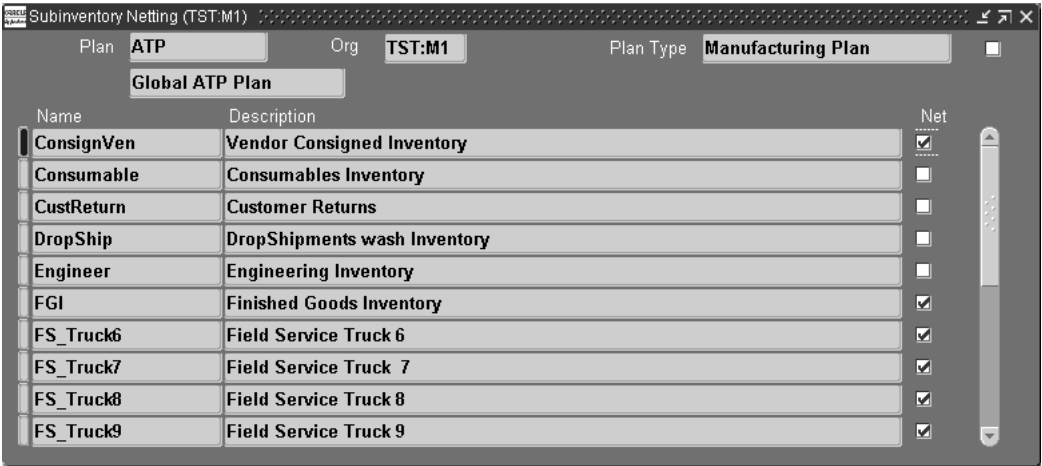 Subinventory Netting (TST:M1)
Plan ATP Org TST:M1 Plan Type Manufacturing Plan
Global ATP Plan
Name Description Net
ConsignVen Vendor Consigned Inventory
Consumable Consumables Inventory
CustReturn Customer Returns
DropShip DropShipments wash Inventory
Engineer Engineering Inventory
FGI Finished Goods Inventory
FS_Truck6 Field Service Truck 6
FS_Truck7 Field Service Truck 7
FS_Truck8 Field Service Truck 8
FS_Truck9 Field Service Truck 9